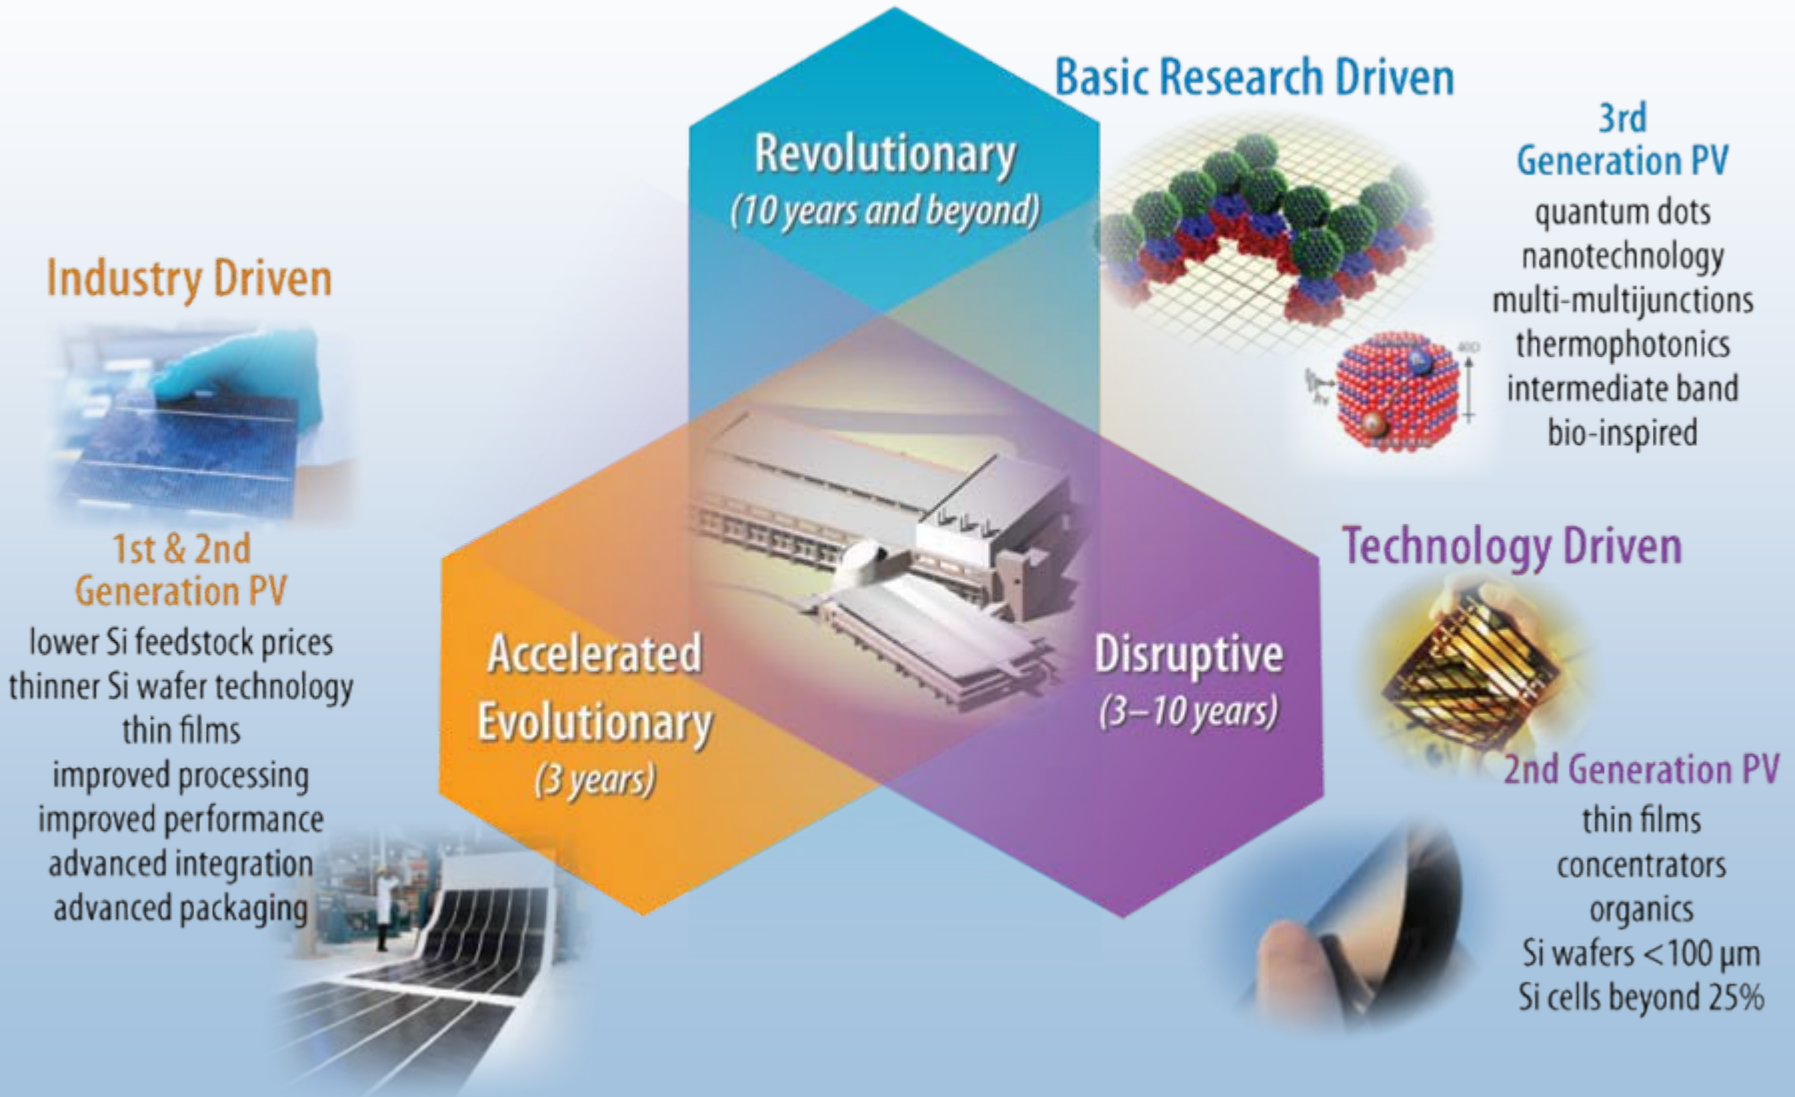 Revolutionary
(10 years and beyond)
Basic Research Driven
3rd
Generation PV
quantum dots
nanotechnology
multi-multijunctions
thermophotonics
intermediate band
bio-inspired
Industry Driven
1st & 2nd
Generation PV
lower Si feedstock prices
thinner Si wafer technology
thin films
improved processing
improved performance
advanced integration
advanced packaging
Accelerated
Evolutionary
(3 years)
Disruptive
(3–10 years)
Technology Driven
2nd Generation PV
thin films
concentrators
organics
Si wafers <100 μm
Si cells beyond 25%